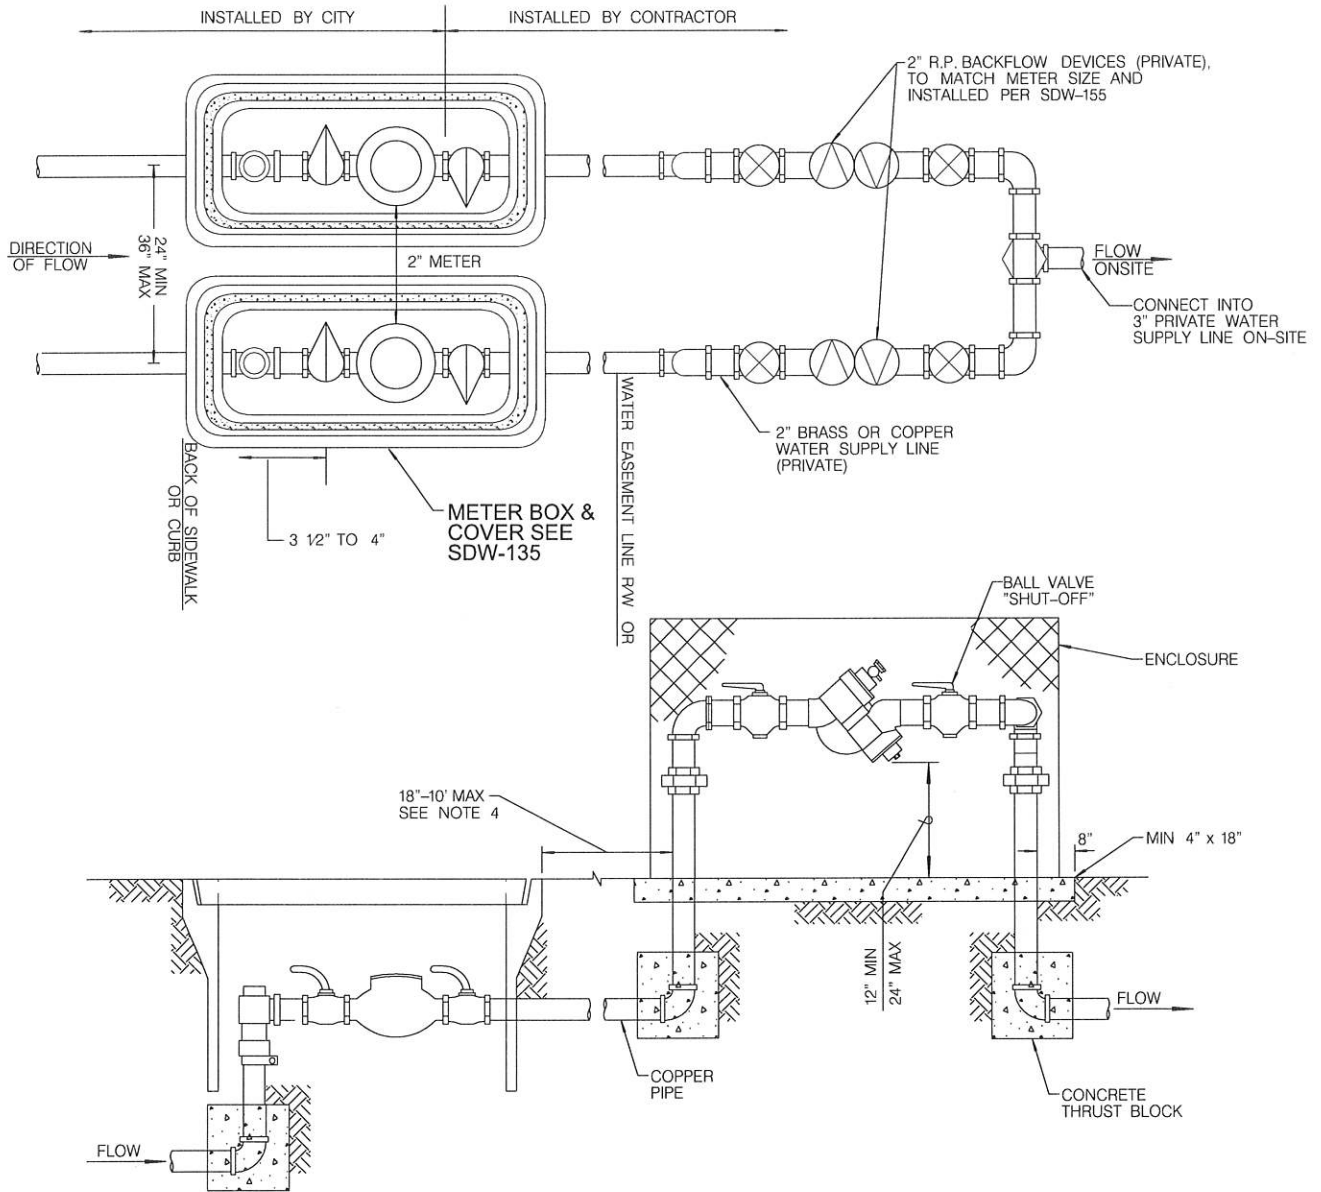 INSTALLED BY CITY
INSTALLED BY CONTRACTOR
2" R.P. BACKFLOW DEVICES (PRIVATE),
TO MATCH METER SIZE AND
INSTALLED PER SDW-155
DIRECTION
OF FLOW
24" MIN
36" MAX
2" METER
FLOW
ONSITE
CONNECT INTO
3" PRIVATE WATER
SUPPLY LINE ON-SITE
2" BRASS OR COPPER
WATER SUPPLY LINE
(PRIVATE)
BACK OF SIDEWALK
OR CURB
3 1/2" TO 4"
METER BOX &
COVER SEE
SDW-135
WATER EASEMENT LINE R/W OR
BALL VALVE
"SHUT-OFF"
ENCLOSURE
18"-10' MAX
SEE NOTE 4
8"
MIN 4" x 18"
12" MIN
24" MAX
FLOW
COPPER
PIPE
CONCRETE
THRUST BLOCK
FLOW